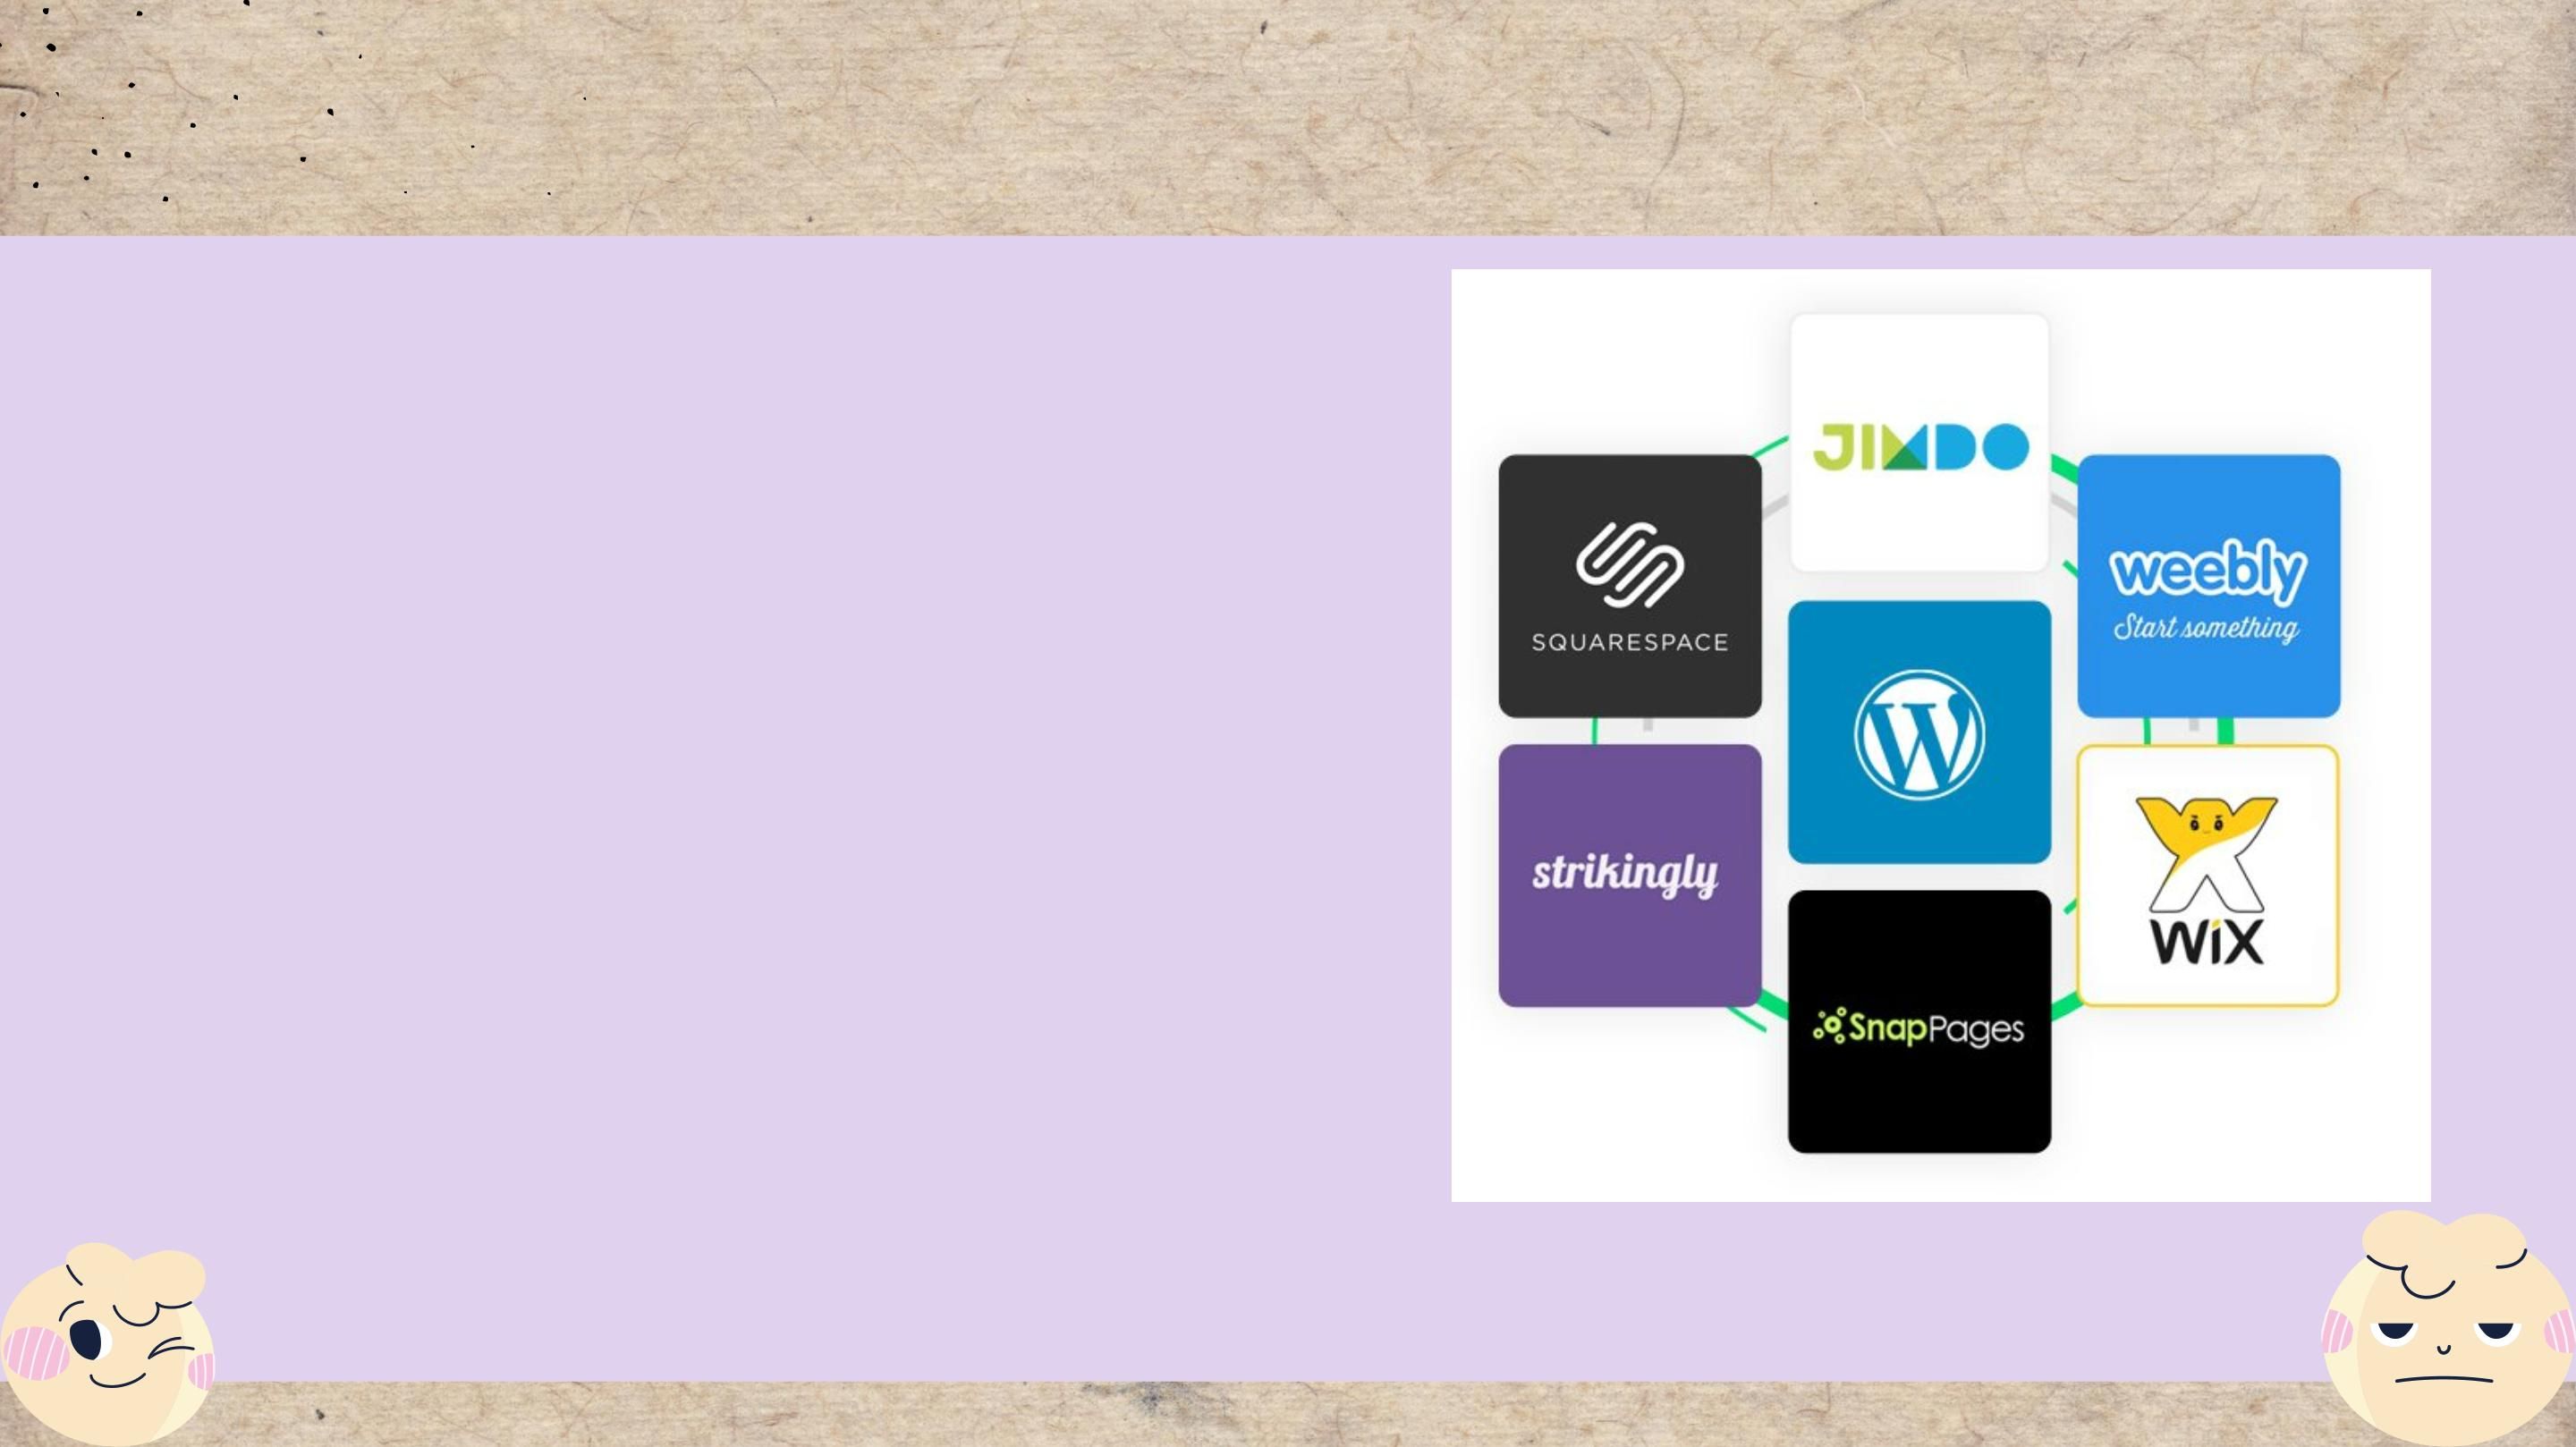 JIMDO
SQUARESPACE
weebly
Start something
W
strikingly
WiX
SnapPages